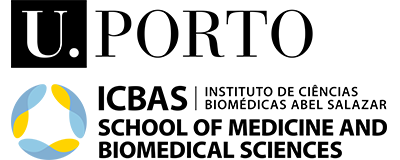 U.PORTO
ICBAS INSTITUTO DE CIÊNCIAS
BIOMÉDICAS ABEL SALAZAR
SCHOOL OF MEDICINE AND
BIOMEDICAL SCIENCES